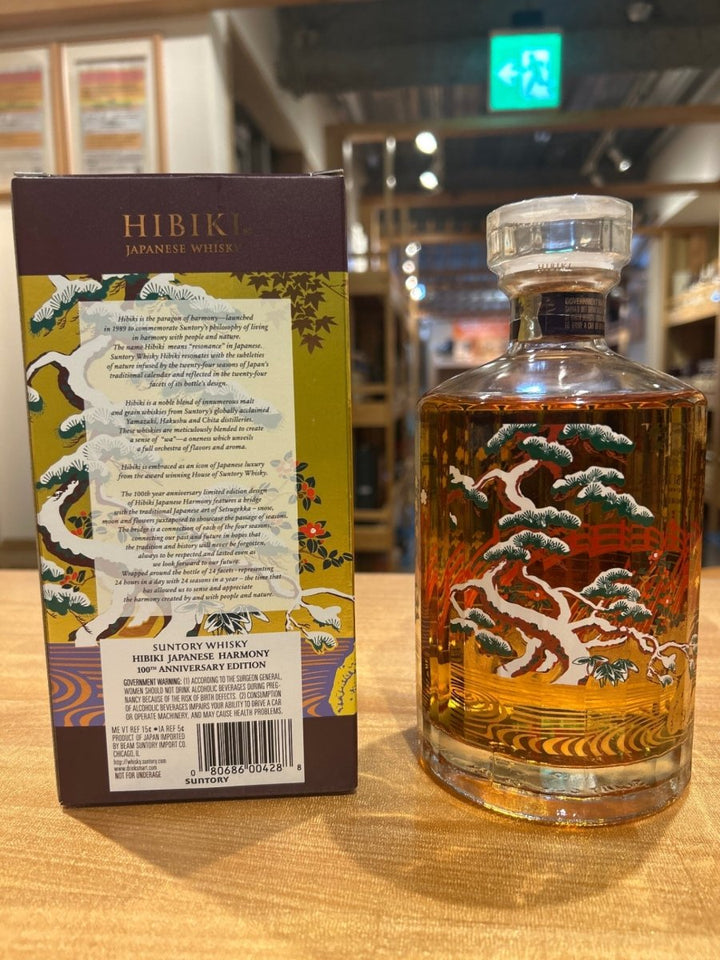 HIBIKI
JAPANESE WHISKY
Hibiki is the paragon of harmony—launched
in 1989 to commemorate Suntory's philosophy of living
in harmony with people and nature.
The name Hibiki means "resonance" in Japanese.
Suntory Whisky Hibiki resonates with the subtleties
of nature infused by the twenty-four seasons of Japan's
traditional calendar and reflected in the twenty-four
facets of its bottle's design.
Hibiki is a noble blend of innumerous malt
and grain whiskies from Suntory's globally acclaimed
Yamazaki, Hakushu and Chita distilleries.
These whiskies are meticulously blended to create
a sense of "wa"—a oneness which unveils
a full orchestra of flavors and aroma.
Hibiki is embraced as an icon of Japanese luxury
from the award winning House of Suntory Whisky.
The 100th year anniversary limited edition design
of Hibiki Japanese Harmony features a bridge
with the traditional Japanese art of Setsugekka – snow,
moon and flowers juxtaposed to showcase the passage of seasons.
The bridge is a connection of each of the four seasons,
connecting our past and future in hopes that
the tradition and history will never be forgotten,
always to be respected and lasted even as
we look forward to our future.
Wrapped around the bottle of 24 facets - representing
24 hours in a day with 24 seasons in a year – the time that
has allowed us to sense and appreciate
the harmony created by and with people and nature.
SUNTORY WHISKY
HIBIKI JAPANESE HARMONY
100TH ANNIVERSARY EDITION
GOVERNMENT WARNING: (1) ACCORDING TO THE SURGEON GENERAL,
WOMEN SHOULD NOT DRINK ALCOHOLIC BEVERAGES DURING PREG-
NANCY BECAUSE OF THE RISK OF BIRTH DEFECTS. (2) CONSUMPTION
OF ALCOHOLIC BEVERAGES IMPAIRS YOUR ABILITY TO DRIVE A CAR
OR OPERATE MACHINERY, AND MAY CAUSE HEALTH PROBLEMS.
ME VT REF 15¢ •IA REF 5¢
PRODUCT OF JAPAN IMPORTED
BY BEAM SUNTORY IMPORT CO.
CHICAGO, IL
http://whisky.suntory.com
www.drinksmart.com
NOT FOR UNDERAGE
0 80686 00428 8
SUNTORY
HIBIKI